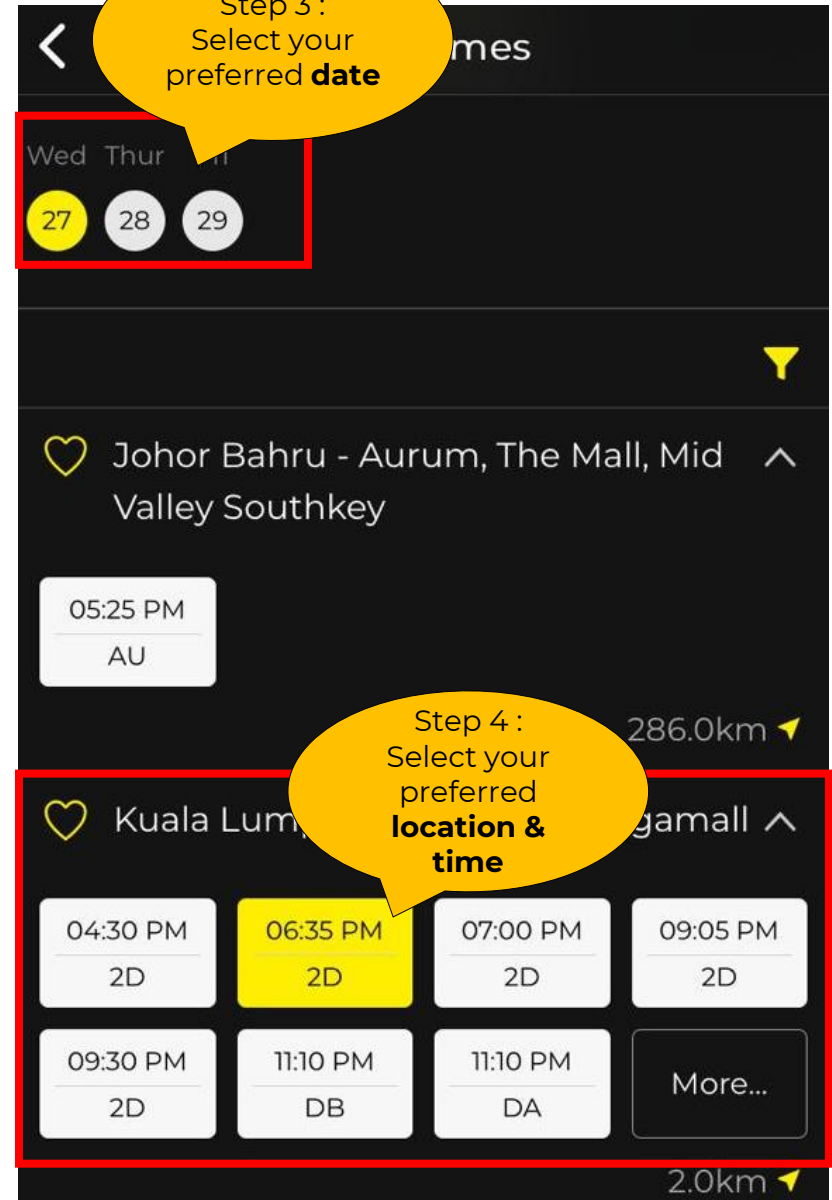 Step 3 :
Select your
preferred date
mes
Wed Thur
27 28 29
Johor Bahru - Aurum, The Mall, Mid
Valley Southkey
05:25 PM
AU
286.0km
Step 4 :
Select your
preferred
location &
time
Kuala Lum gamall
04:30 PM 06:35 PM 07:00 PM 09:05 PM
2D 2D 2D 2D
09:30 PM 11:10 PM 11:10 PM More...
2D DB DA
2.0km